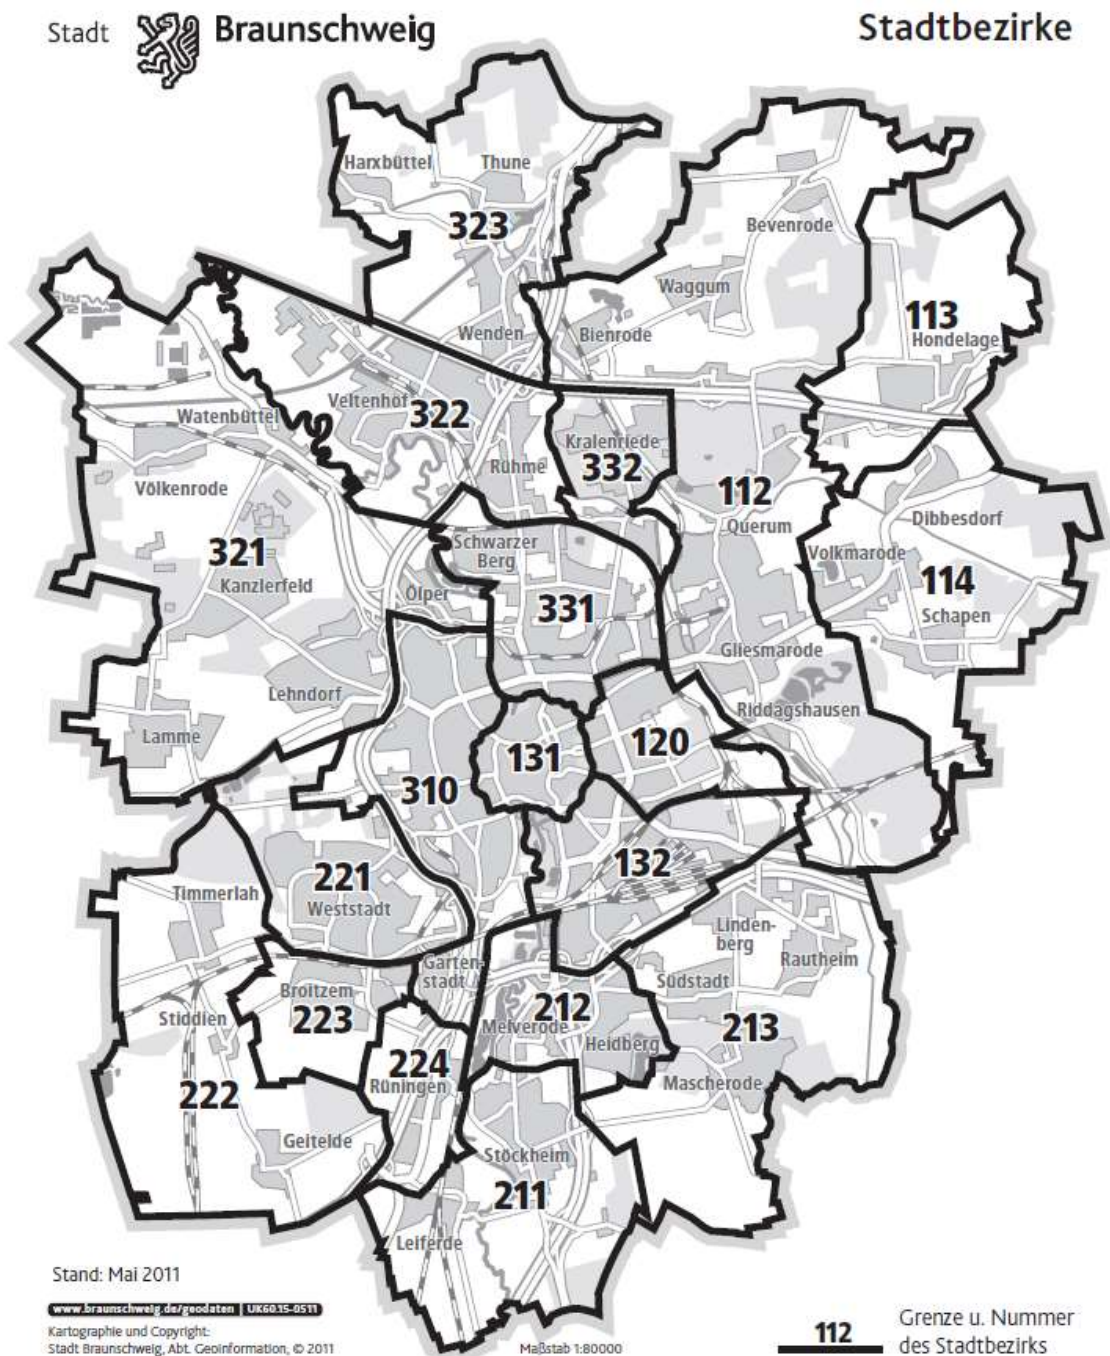 Stadt Braunschweig
Stadtbezirke
Harxbüttel
Thune
323
Bevenrode
Waggum
113
Hondelage
Wenden
Bienrode
Veltenhof
322
Watenbüttel
Kralenriede
332
Rühme
Völkenrode
112
Querum
Dibbesdorf
Schwarzer
Berg
321
Kanzlerfeld
Volkmarode
114
Ölper
331
Schapen
Gliesmarode
Lehndorf
Riddagshausen
Lamme
131
120
310
132
221
Weststadt
Timmerlah
Linden-
berg
Rautheim
Garten-
stadt
Südstadt
Broitzem
223
Stiddien
212
Melverode
Heidberg
213
224
Rüningen
Mascherode
222
Geitelde
Stöckheim
211
Leiferde
Stand: Mai 2011
www.braunschweig.de/geodaten | UK60.15-0511
Kartographie und Copyright:
Stadt Braunschweig, Abt. Geoinformation, © 2011
Maßstab 1:80000
112
Grenze u. Nummer
des Stadtbezirks